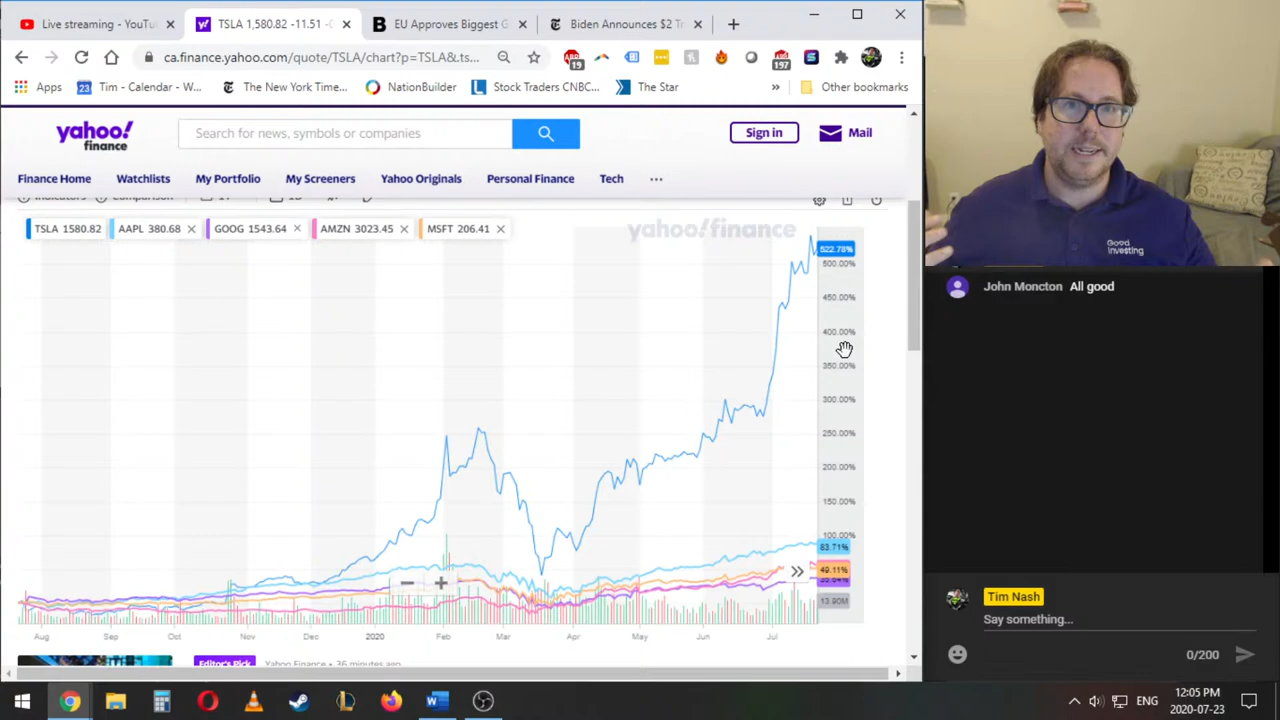 Live streaming - YouTu
TSLA 1,580.82 -11.51 -0
EU Approves Biggest G
Biden Announces $2 Tr
ca.finance.yahoo.com/quote/TSLA/chart?p=TSLA&.ts...
19
197
Apps
Tim - Calendar - W...
The New York Time...
NationBuilder
Stock Traders CNBC...
The Star
»
Other bookmarks
yahoo!
finance
Search for news, symbols or companies
Sign in
Mail
Finance Home
Watchlists
My Portfolio
My Screeners
Yahoo Originals
Personal Finance
Tech
Indicators
Comparison
TSLA 1580.82
AAPL 380.68
GOOG 1543.64
AMZN 3023.45
MSFT 206.41
yahoo!finance
522.78%
500.00%
450.00%
400.00%
350.00%
300.00%
250.00%
200.00%
150.00%
100.00%
83.71%
49.11%
13.90M
Aug
Sep
Oct
Nov
Dec
2020
Feb
Mar
Apr
May
Jun
Jul
Editor's Pick
Yahoo Finance • 36 minutes ago
Good
Investing
John Moncton All good
Tim Nash
Say something...
0/200
ENG
12:05 PM
2020-07-23